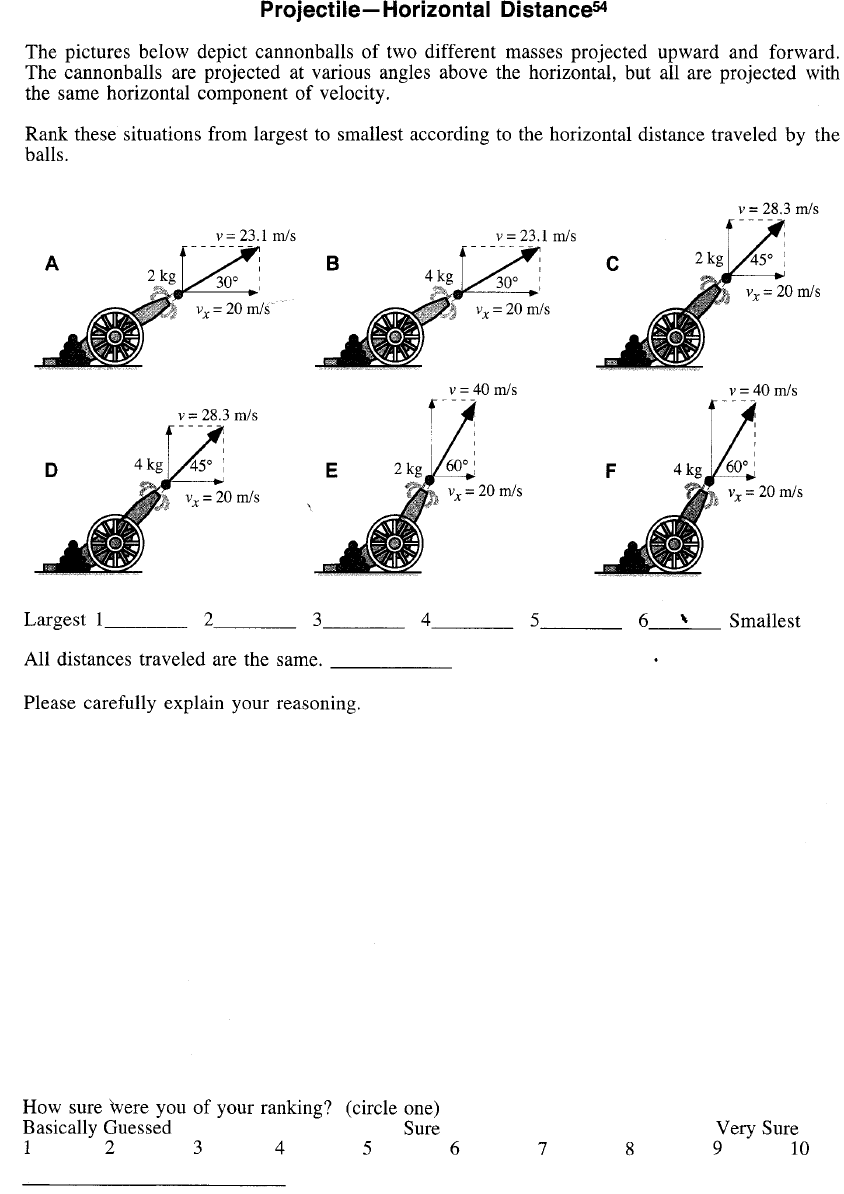 Projectile—Horizontal Distance54
The pictures below depict cannonballs of two different masses projected upward and forward.
The cannonballs are projected at various angles above the horizontal, but all are projected with
the same horizontal component of velocity.
Rank these situations from largest to smallest according to the horizontal distance traveled by the
balls.
A
v = 23.1 m/s
2 kg
30°
vx = 20 m/s
B
v = 23.1 m/s
4 kg
30°
vx = 20 m/s
C
v = 28.3 m/s
2 kg
45°
vx = 20 m/s
D
v = 28.3 m/s
4 kg
45°
vx = 20 m/s
E
v = 40 m/s
2 kg
60°
vx = 20 m/s
F
v = 40 m/s
4 kg
60°
vx = 20 m/s
Largest 1________ 2________ 3________ 4________ 5________ 6________ Smallest
All distances traveled are the same. ____________
Please carefully explain your reasoning.
How sure were you of your ranking? (circle one)
Basically Guessed Sure Very Sure
1 2 3 4 5 6 7 8 9 10